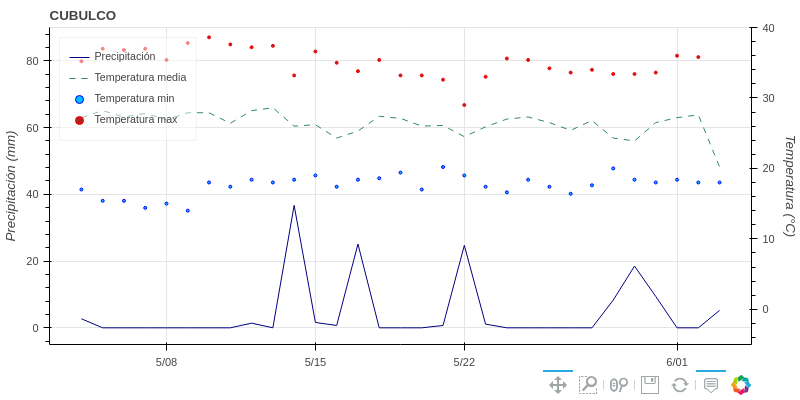 CUBULCO
Precipitación
Temperatura media
Temperatura min
Temperatura max
Precipitación (mm)
80
60
40
20
0
40
30
20
10
0
Temperatura (°C)
5/08
5/15
5/22
6/01